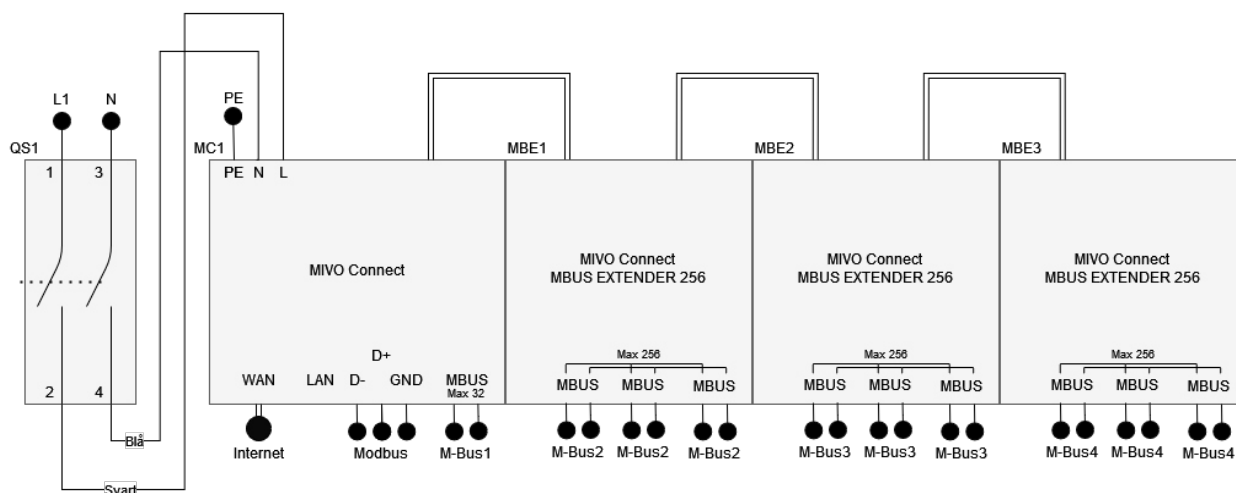 L1 N
PE
QS1
MC1
MBE1
MBE2
MBE3
1 3
PE N L
MIVO Connect
MIVO Connect
MBUS EXTENDER 256
MIVO Connect
MBUS EXTENDER 256
MIVO Connect
MBUS EXTENDER 256
2 4
WAN
LAN
D-
D+
GND
MBUS
Max 32
Max 256
MBUS MBUS MBUS
Max 256
MBUS MBUS MBUS
Max 256
MBUS MBUS MBUS
Blå
Svart
Internet
Modbus
M-Bus1
M-Bus2 M-Bus2 M-Bus2
M-Bus3 M-Bus3 M-Bus3
M-Bus4 M-Bus4 M-Bus4